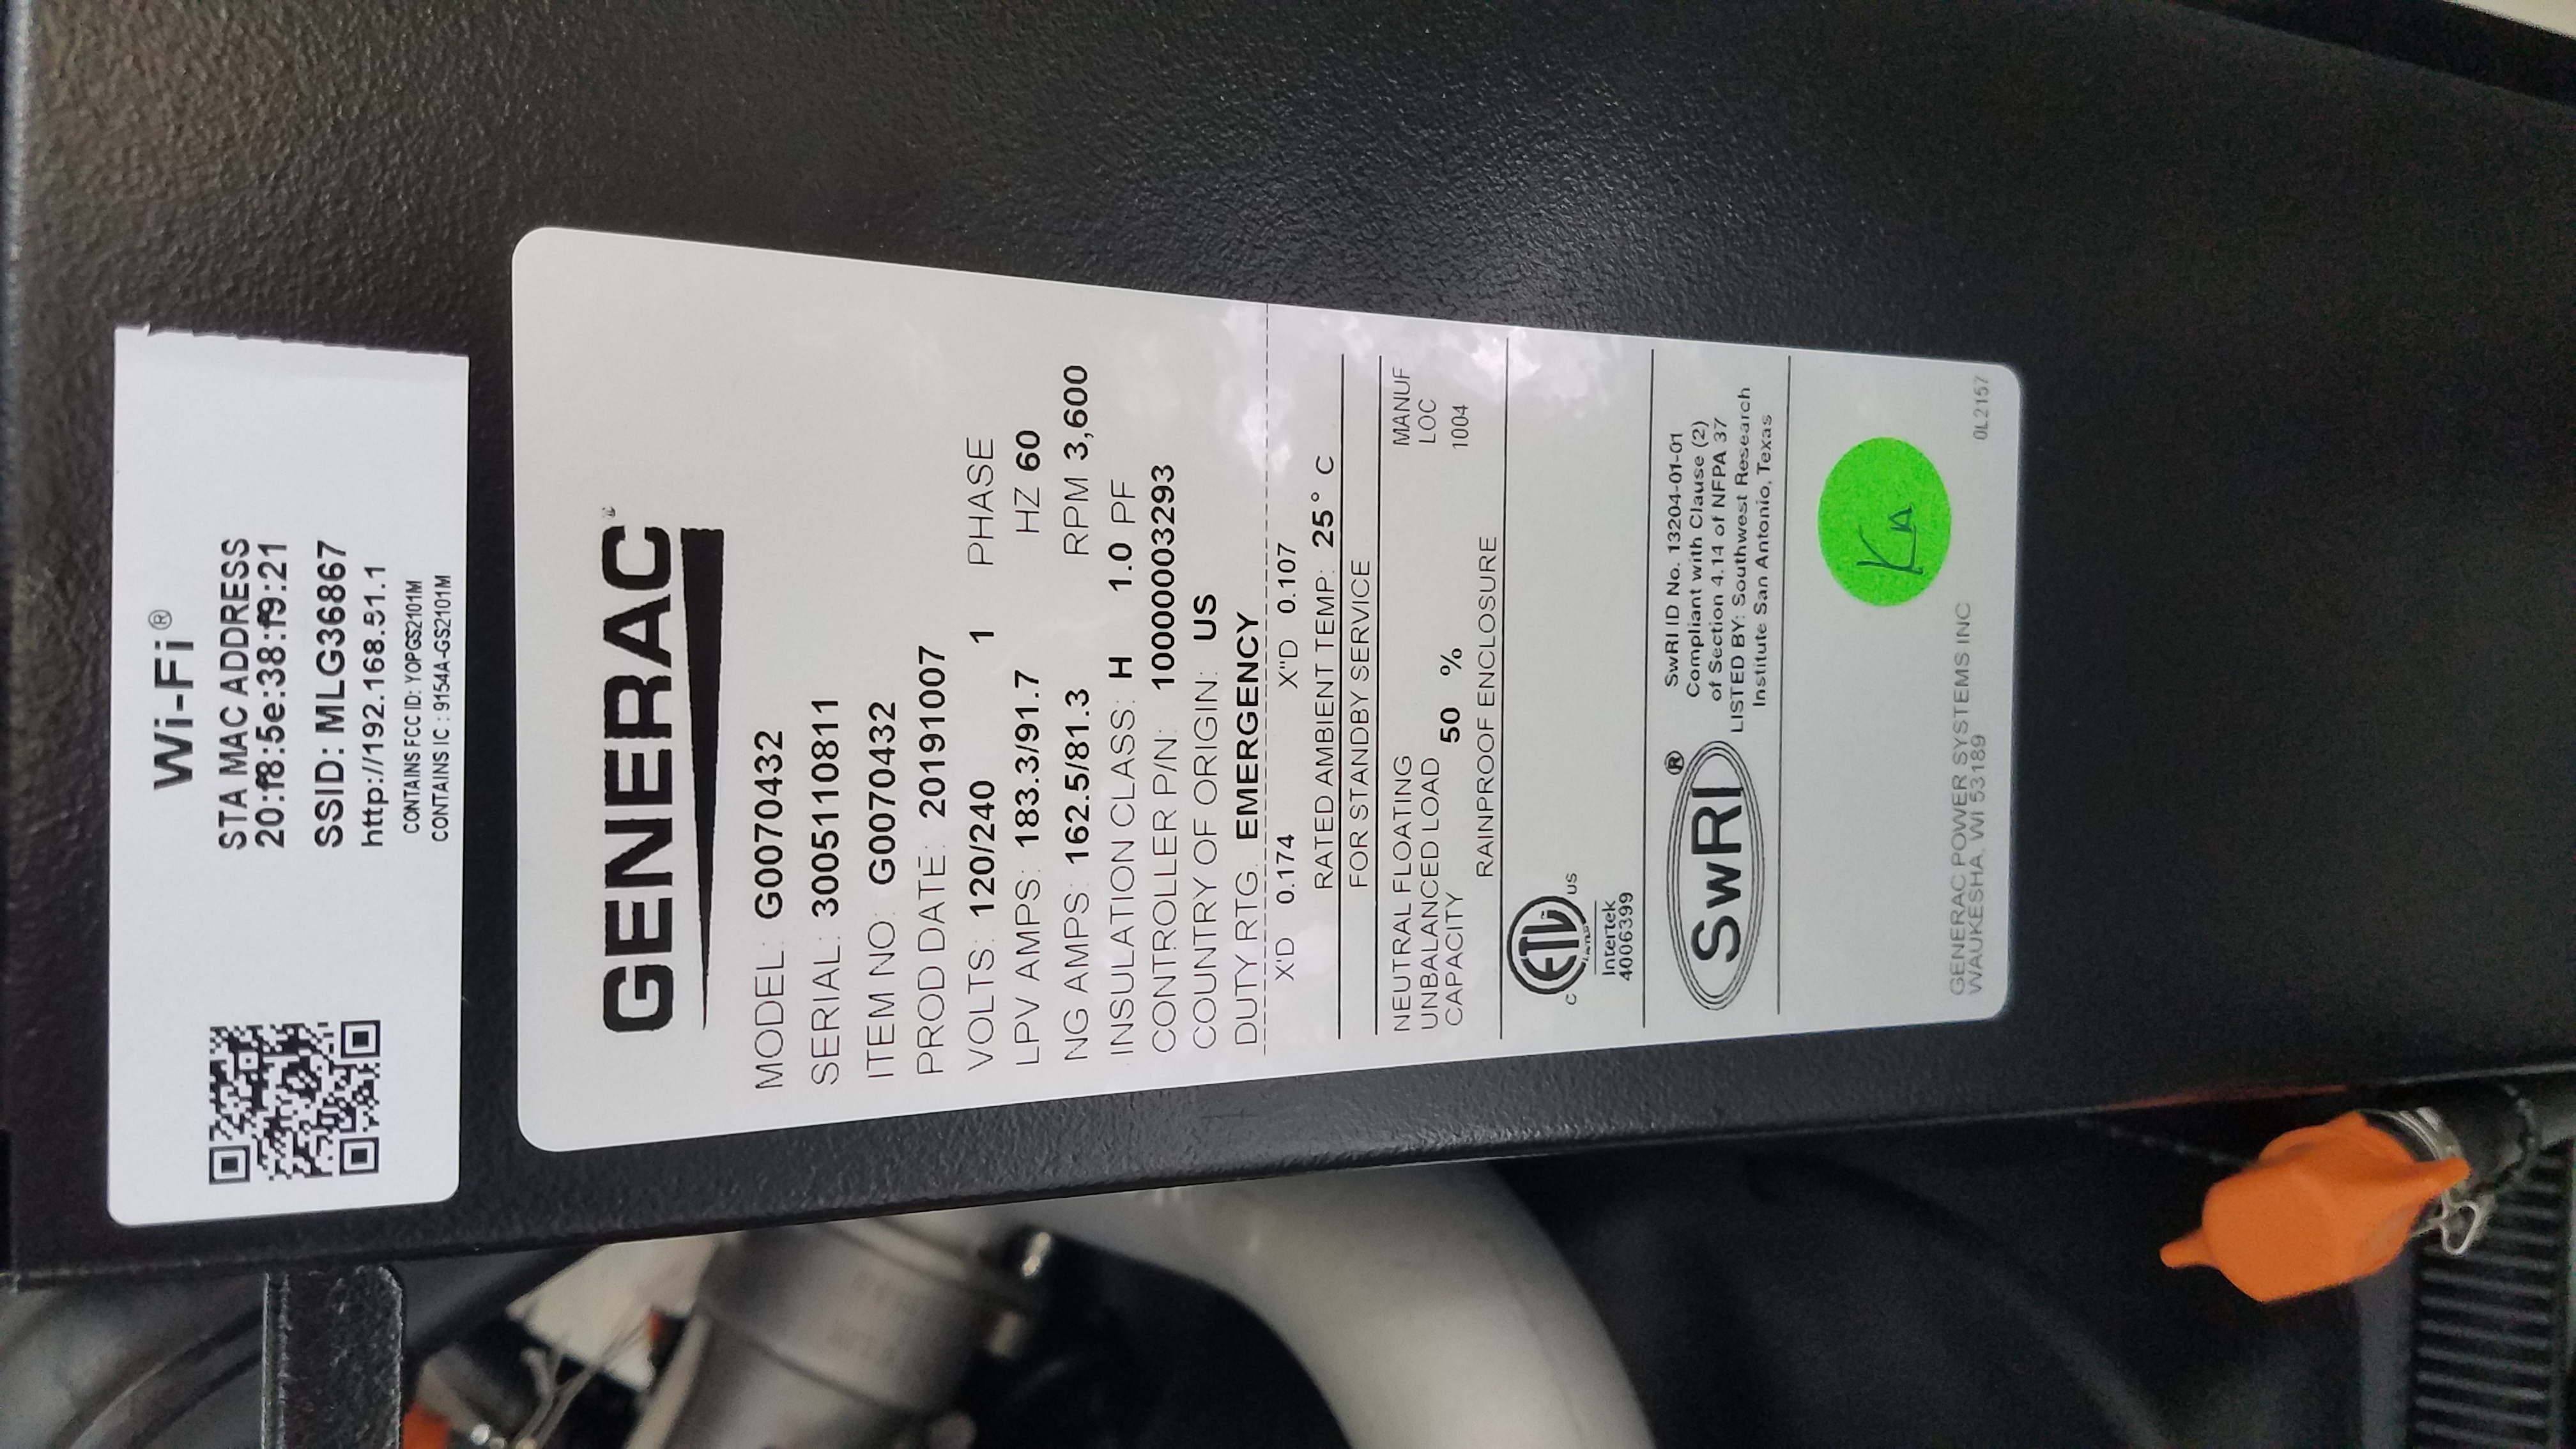 Wi-Fi®
STA MAC ADDRESS
20:f8:5e:38:f9:21
SSID: MLG36867
http://192.168.51.1
CONTAINS FCC ID: YOPGS2101M
CONTAINS IC : 9154A-GS2101M
GENERAC
MODEL: G0070432
SERIAL: 3005110811
ITEM NO: G0070432
PROD DATE: 20191007
VOLTS: 120/240 1 PHASE
LPV AMPS: 183.3/91.7 HZ 60
NG AMPS: 162.5/81.3 RPM 3,600
INSULATION CLASS: H 1.0 PF
CONTROLLER P/N: 10000003293
COUNTRY OF ORIGIN: US
DUTY RTG. EMERGENCY
X'D 0.174 X"D 0.107
RATED AMBIENT TEMP: 25° C
FOR STANDBY SERVICE
NEUTRAL FLOATING MANUF
UNBALANCED LOAD LOC
CAPACITY 50 % 1004
RAINPROOF ENCLOSURE
C ETL US
LISTED
Intertek
4006399
SwRI®
SwRI ID No. 13204-01-01
Compliant with Clause (2)
of Section 4.14 of NFPA 37
LISTED BY: Southwest Research
Institute San Antonio, Texas
GENERAC POWER SYSTEMS INC
WAUKESHA, WI 53189
0L2157